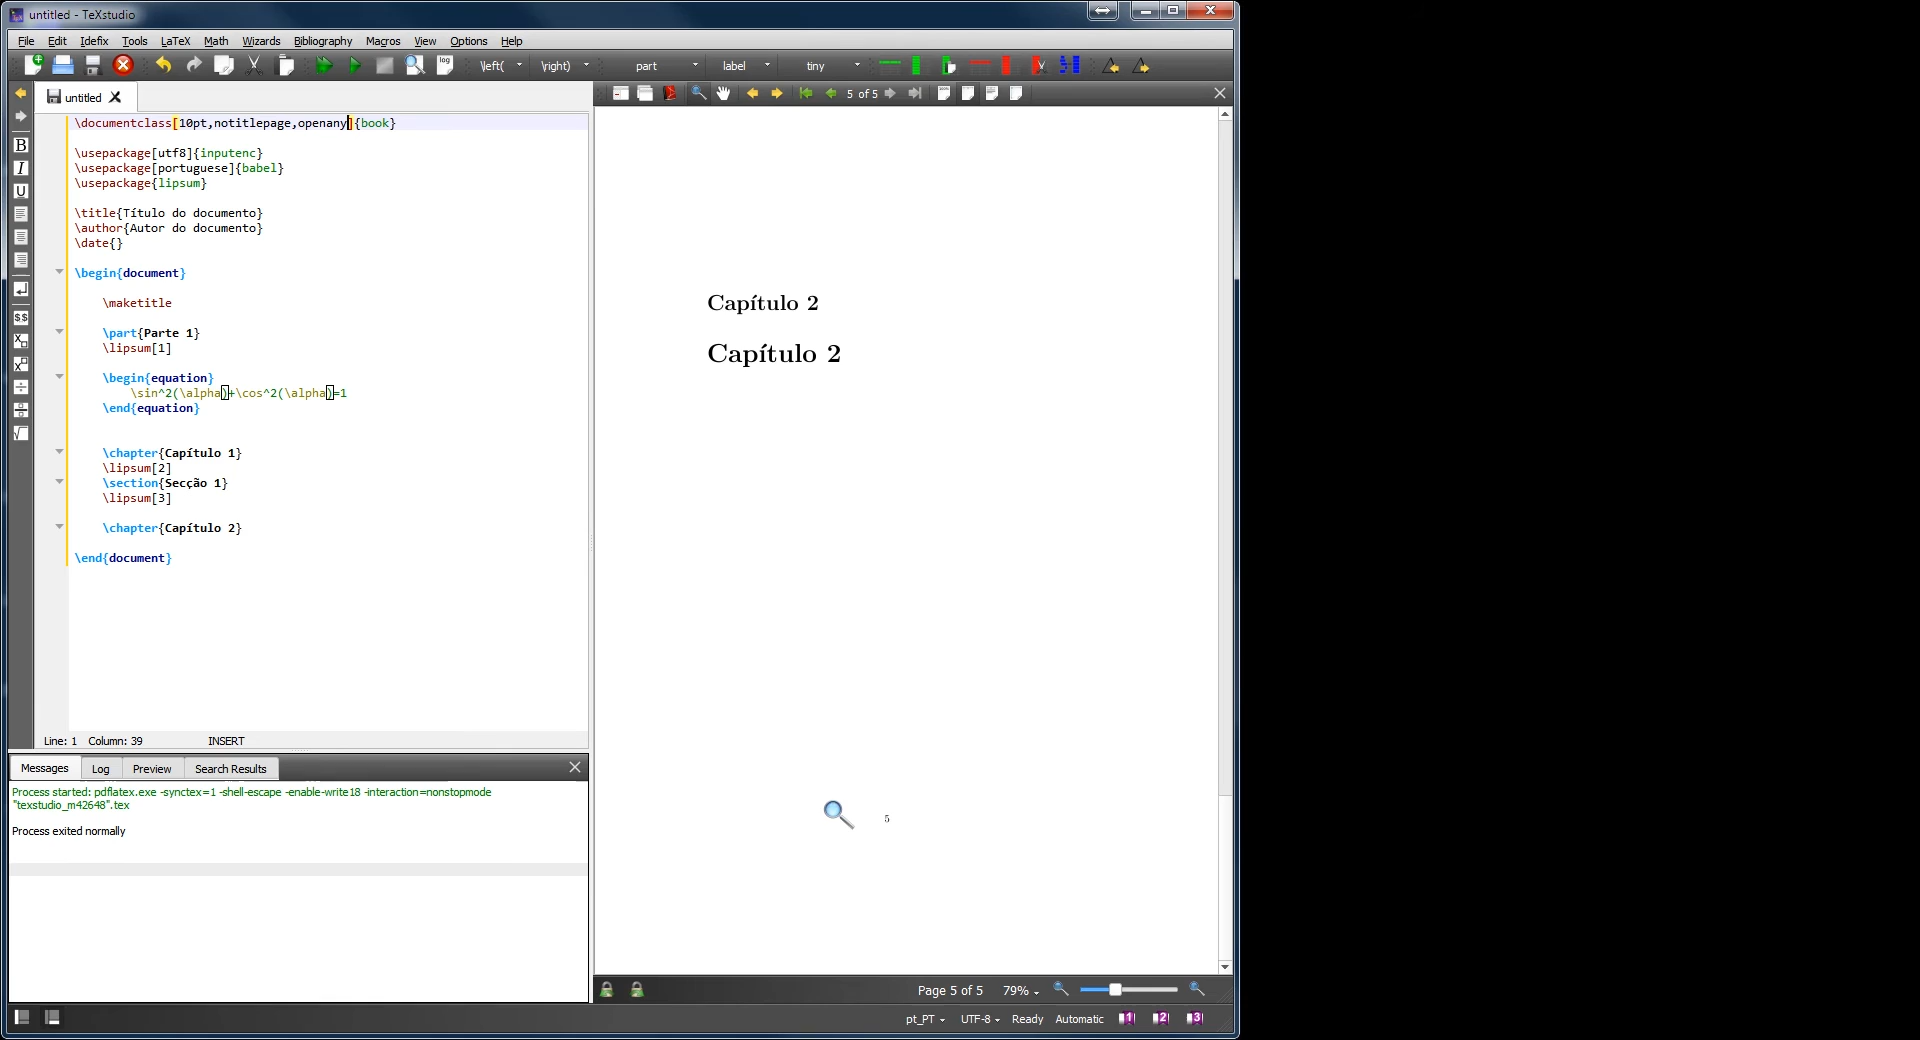 untitled - TeXstudio
File Edit Idefix Tools LaTeX Math Wizards Bibliography Macros View Options Help
log \left( \right) part label tiny
untitled
5 of 5
\documentclass[10pt,notitlepage,openany]{book}
\usepackage[utf8]{inputenc}
\usepackage[portuguese]{babel}
\usepackage{lipsum}
\title{Título do documento}
\author{Autor do documento}
\date{}
\begin{document}
\maketitle
\part{Parte 1}
\lipsum[1]
\begin{equation}
\sin^2(\alpha)+\cos^2(\alpha)=1
\end{equation}
\chapter{Capítulo 1}
\lipsum[2]
\section{Secção 1}
\lipsum[3]
\chapter{Capítulo 2}
\end{document}
Line: 1 Column: 39 INSERT
Messages Log Preview Search Results
Process started: pdflatex.exe -synctex=1 -shell-escape -enable-write18 -interaction=nonstopmode
"texstudio_m42648".tex
Process exited normally
Capítulo 2
Capítulo 2
5
Page 5 of 5 79%
pt_PT UTF-8 Ready Automatic 1 2 3